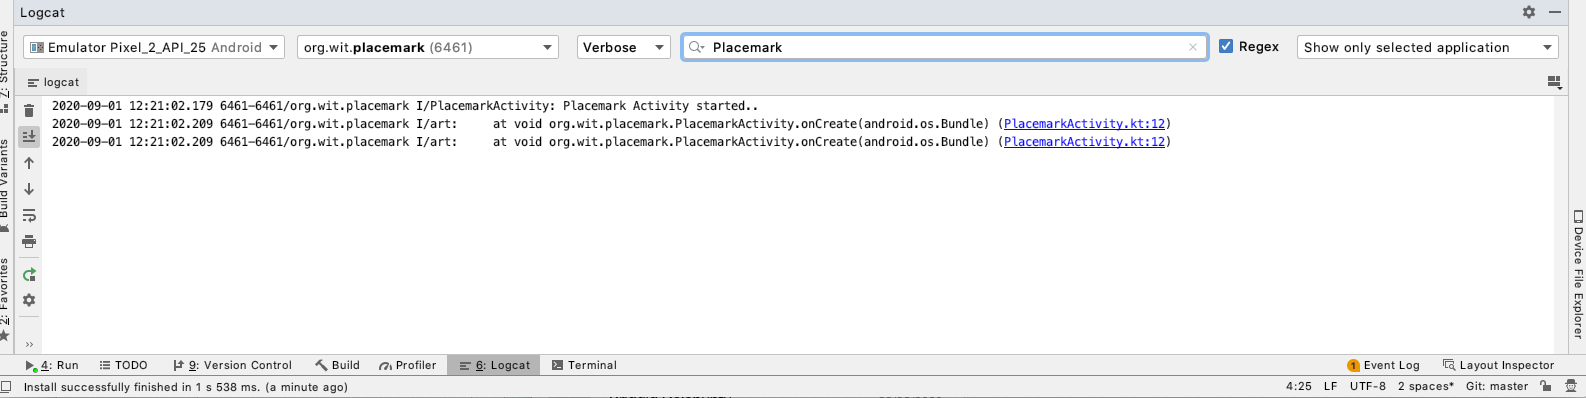 Logcat
Emulator Pixel_2_API_25 Android
org.wit.placemark (6461)
Verbose
Placemark
Regex
Show only selected application
logcat
2020-09-01 12:21:02.179 6461-6461/org.wit.placemark I/PlacemarkActivity: Placemark Activity started..
2020-09-01 12:21:02.209 6461-6461/org.wit.placemark I/art:     at void org.wit.placemark.PlacemarkActivity.onCreate(android.os.Bundle) (PlacemarkActivity.kt:12)
2020-09-01 12:21:02.209 6461-6461/org.wit.placemark I/art:     at void org.wit.placemark.PlacemarkActivity.onCreate(android.os.Bundle) (PlacemarkActivity.kt:12)
Z: Structure
Build Variants
2: Favorites
Device File Explorer
4: Run
TODO
9: Version Control
Build
Profiler
6: Logcat
Terminal
1 Event Log
Layout Inspector
Install successfully finished in 1 s 538 ms. (a minute ago)
4:25 LF UTF-8 2 spaces* Git: master